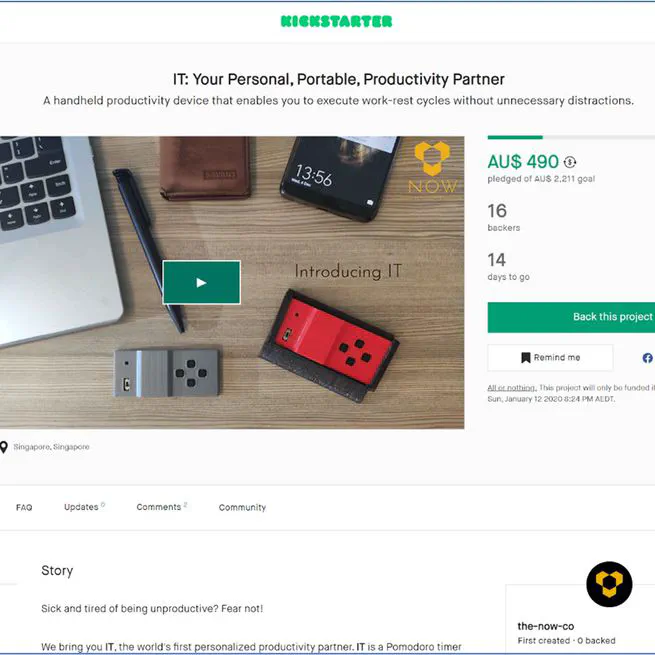 KICKSTARTER
IT: Your Personal, Portable, Productivity Partner
A handheld productivity device that enables you to execute work-rest cycles without unnecessary distractions.
13:56
NOW
Introducing IT
AU$ 490
pledged of AU$ 2,211 goal
16
backers
14
days to go
Back this project
Remind me
All or nothing. This project will only be funded i
Sun, January 12 2020 8:24 PM AEDT.
Singapore, Singapore
FAQ
Updates 0
Comments 2
Community
Story
Sick and tired of being unproductive? Fear not!
We bring you IT, the world's first personalized productivity partner. IT is a Pomodoro timer
the-now-co
First created · 0 backed